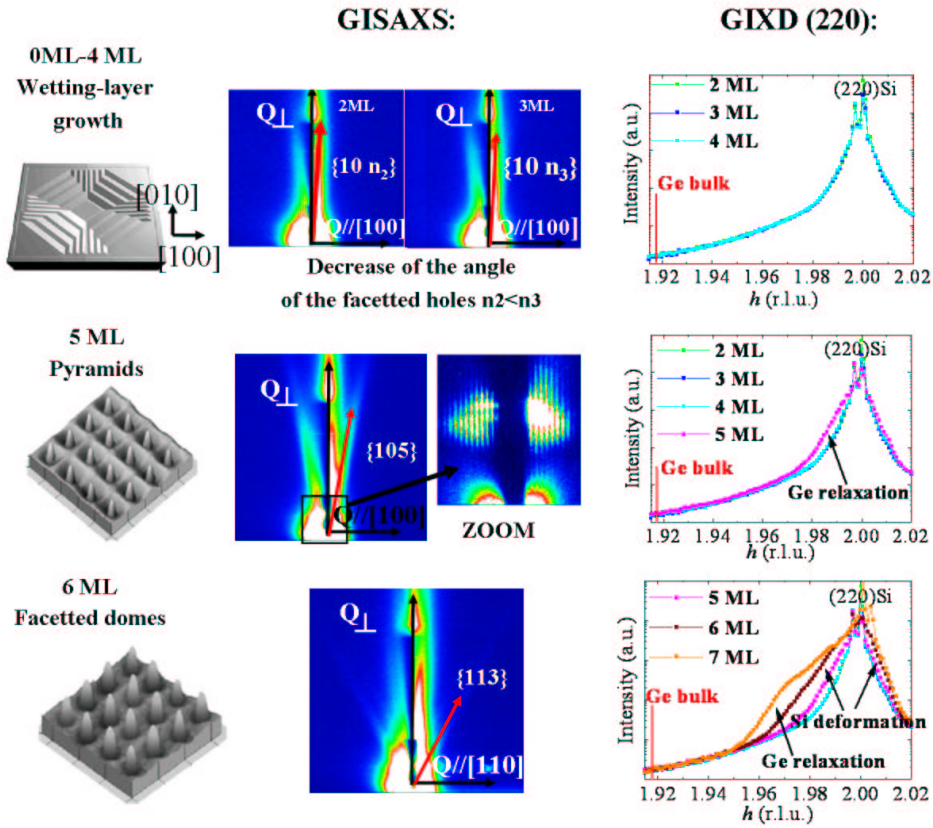 GISAXS:
GIXD (220):
0ML-4 ML
Wetting-layer
growth
[010]
[100]
2ML
Q⊥
{10 n2}
Q//[100]
3ML
Q⊥
{10 n3}
Q//[100]
Decrease of the angle
of the facetted holes n2<n3
Intensity (a.u.)
2 ML
3 ML
4 ML
(220)Si
Ge bulk
1.92 1.94 1.96 1.98 2.00 2.02
h (r.l.u.)
5 ML
Pyramids
Q⊥
{105}
Q//[100]
ZOOM
Intensity (a.u.)
2 ML
3 ML
4 ML
5 ML
(220)Si
Ge bulk
Ge relaxation
1.92 1.94 1.96 1.98 2.00 2.02
h (r.l.u.)
6 ML
Facetted domes
Q⊥
{113}
Q//[110]
Intensity (a.u.)
5 ML
6 ML
7 ML
(220)Si
Ge bulk
Si deformation
Ge relaxation
1.92 1.94 1.96 1.98 2.00 2.02
h (r.l.u.)